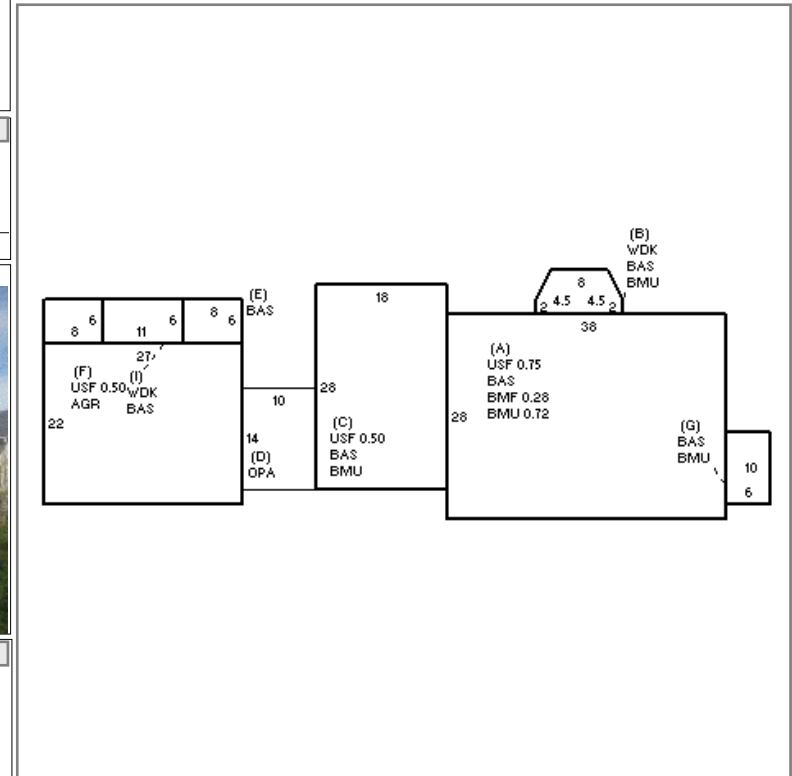 (B)
WDK
BAS
BMU
8
2 4.5 4.5 2
38
(E)
BAS
18
8 6
11 6
8 6
27
(F)
USF 0.50
AGR
(I)
WDK
BAS
22
10
14
(D)
OPA
28
(C)
USF 0.50
BAS
BMU
(A)
USF 0.75
BAS
BMF 0.28
BMU 0.72
28
(G)
BAS
BMU
10
6